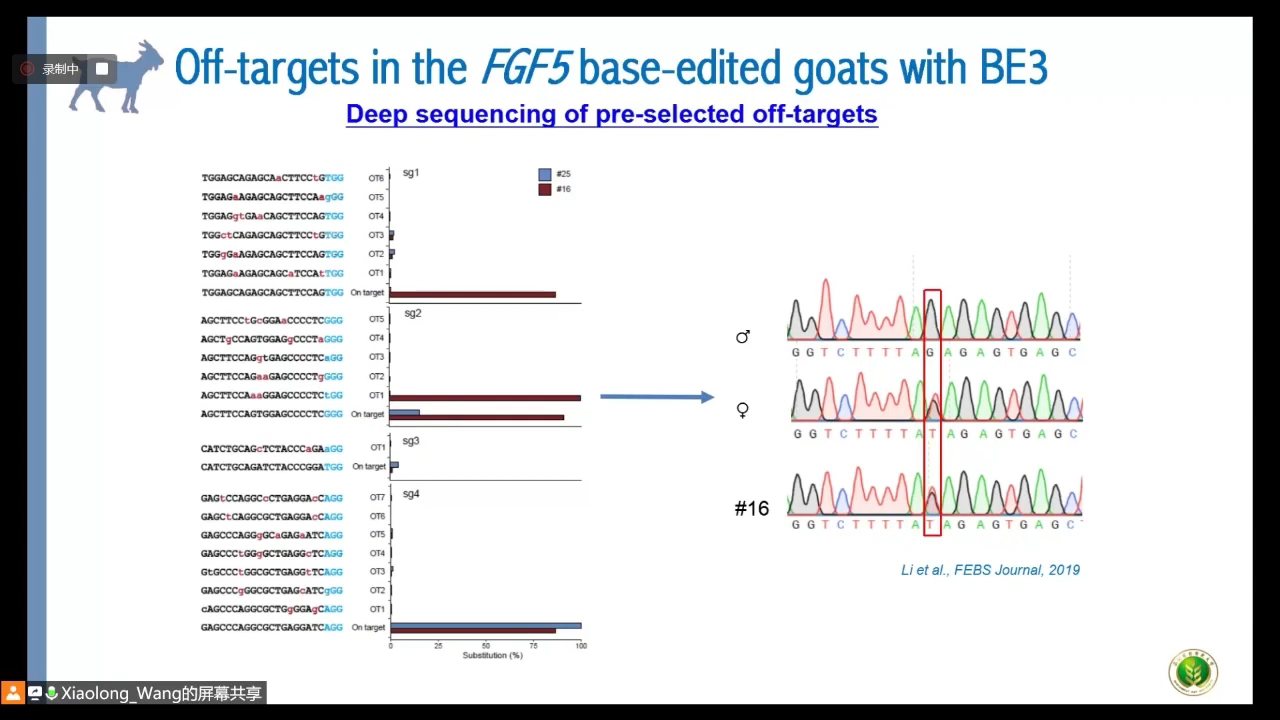 录制中
Off-targets in the FGF5 base-edited goats with BE3
Deep sequencing of pre-selected off-targets
sg1
#25
#16
TGGAGCAGAGCAaCTTCCtGTGG OT6
TGGAGaAGAGCAGCTTCCAagGG OT5
TGGAGgtGAaCAGCTTCCAGTGG OT4
TGGctCAGAGCAGCTTCCtGTGG OT3
TGGgGaAGAGCAGCTTCCAGTGG OT2
TGGAGaAGAGCAGCaTCCAtTGG OT1
TGGAGCAGAGCAGCTTCCAGTGG On target
sg2
AGCTTCCtGcGGAaCCCCTCGGG OT5
AGCTgCCAGTGGAGgCCCTaGGG OT4
AGCTTCCAGgtGAGCCCCTCaGG OT3
AGCTTCCAGaaGAGCCCCTgGGG OT2
AGCTTCCAaaGGAGCCCCTCtGG OT1
AGCTTCCAGTGGAGCCCCTCGGG On target
sg3
CATCTGCAGcTCTACCCaGAaGG OT1
CATCTGCAGATCTACCCGGATGG On target
sg4
GAGtCCAGGCcCTGAGGAcCAGG OT7
GAGCtCAGGCGCTGAGGAcCAGG OT6
GAGCCCAGGgGCaGAGaATCAGG OT5
GAGCCCtGGgGCTGAGGcTCAGG OT4
GtGCCCtGGCGCTGAGGtTCAGG OT3
GAGCCCgGGCGCTGAGcATCgGG OT2
cAGCCCAGGCGCTGgGGAgCAGG OT1
GAGCCCAGGCGCTGAGGATCAGG On target
0 25 50 75 100
Substitution (%)
♂
G G T C T T T T A G A G A G T G A G C
♀
G G T C T T T T A T A G A G T G A G C
#16
G G T C T T T T A T A G A G T G A G C
Li et al., FEBS Journal, 2019
Xiaolong_Wang的屏幕共享